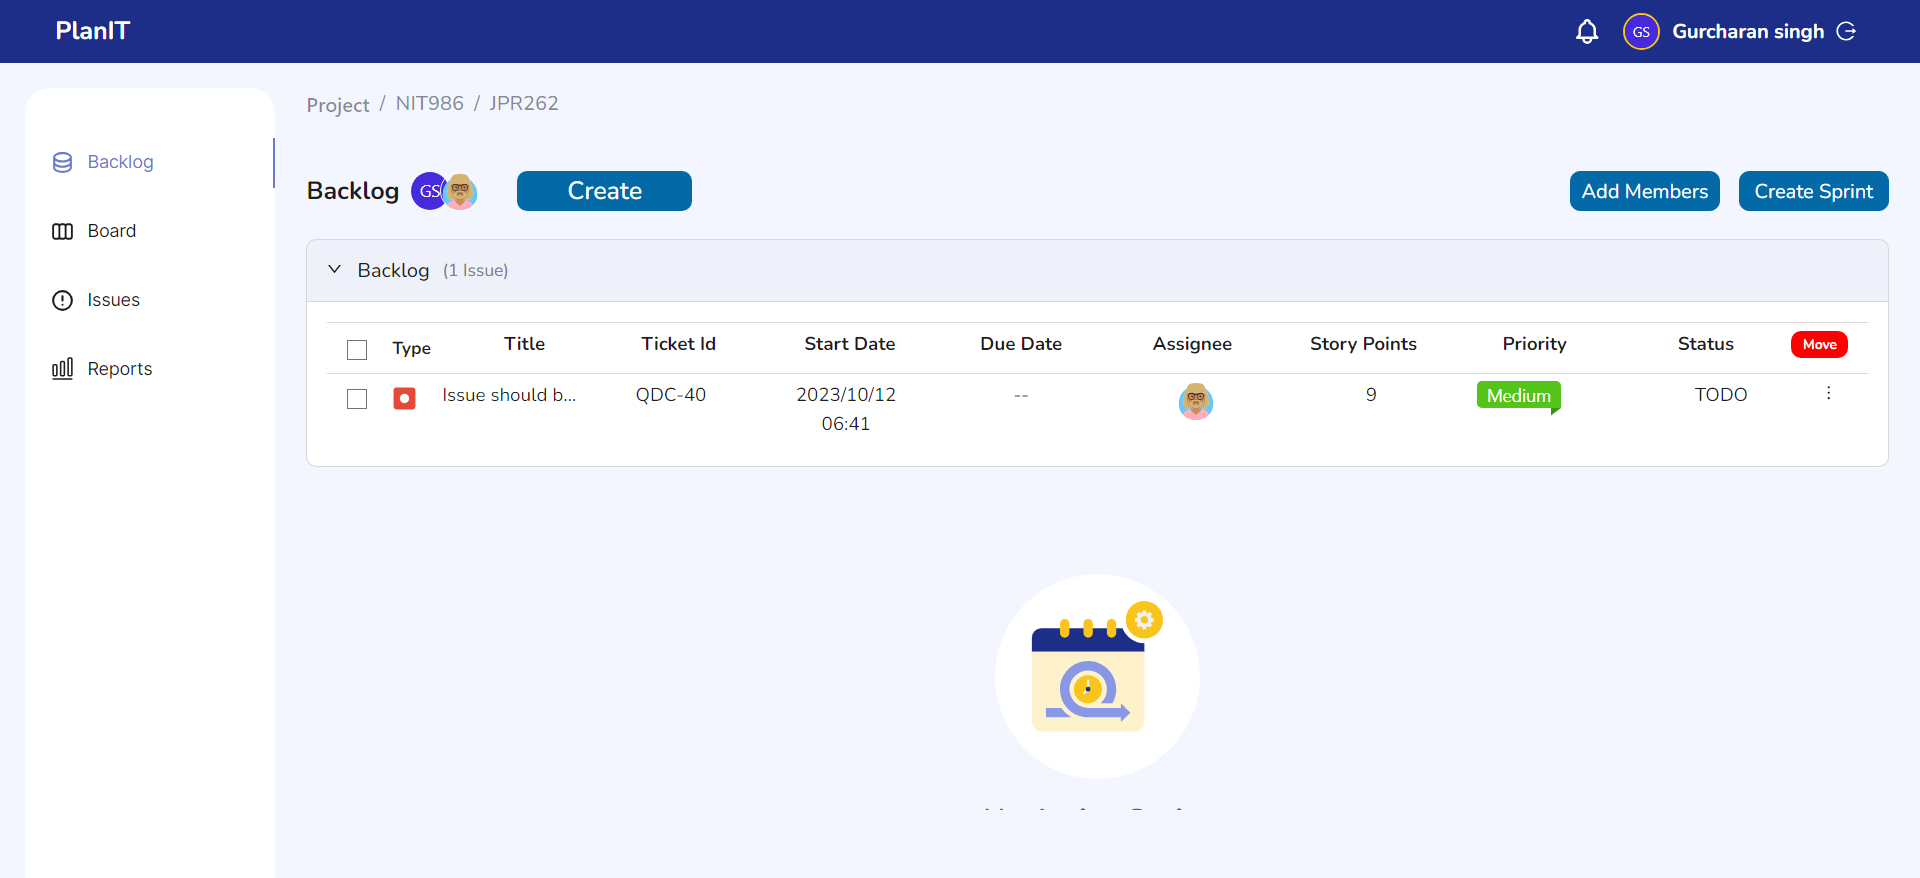 PlanIT
GS Gurcharan singh
Project / NIT986 / JPR262
Backlog
Board
Issues
Reports
Backlog GS Create Add Members Create Sprint
Backlog (1 Issue)
Type Title Ticket Id Start Date Due Date Assignee Story Points Priority Status Move
Issue should b... QDC-40 2023/10/12 -- 9 Medium TODO
06:41